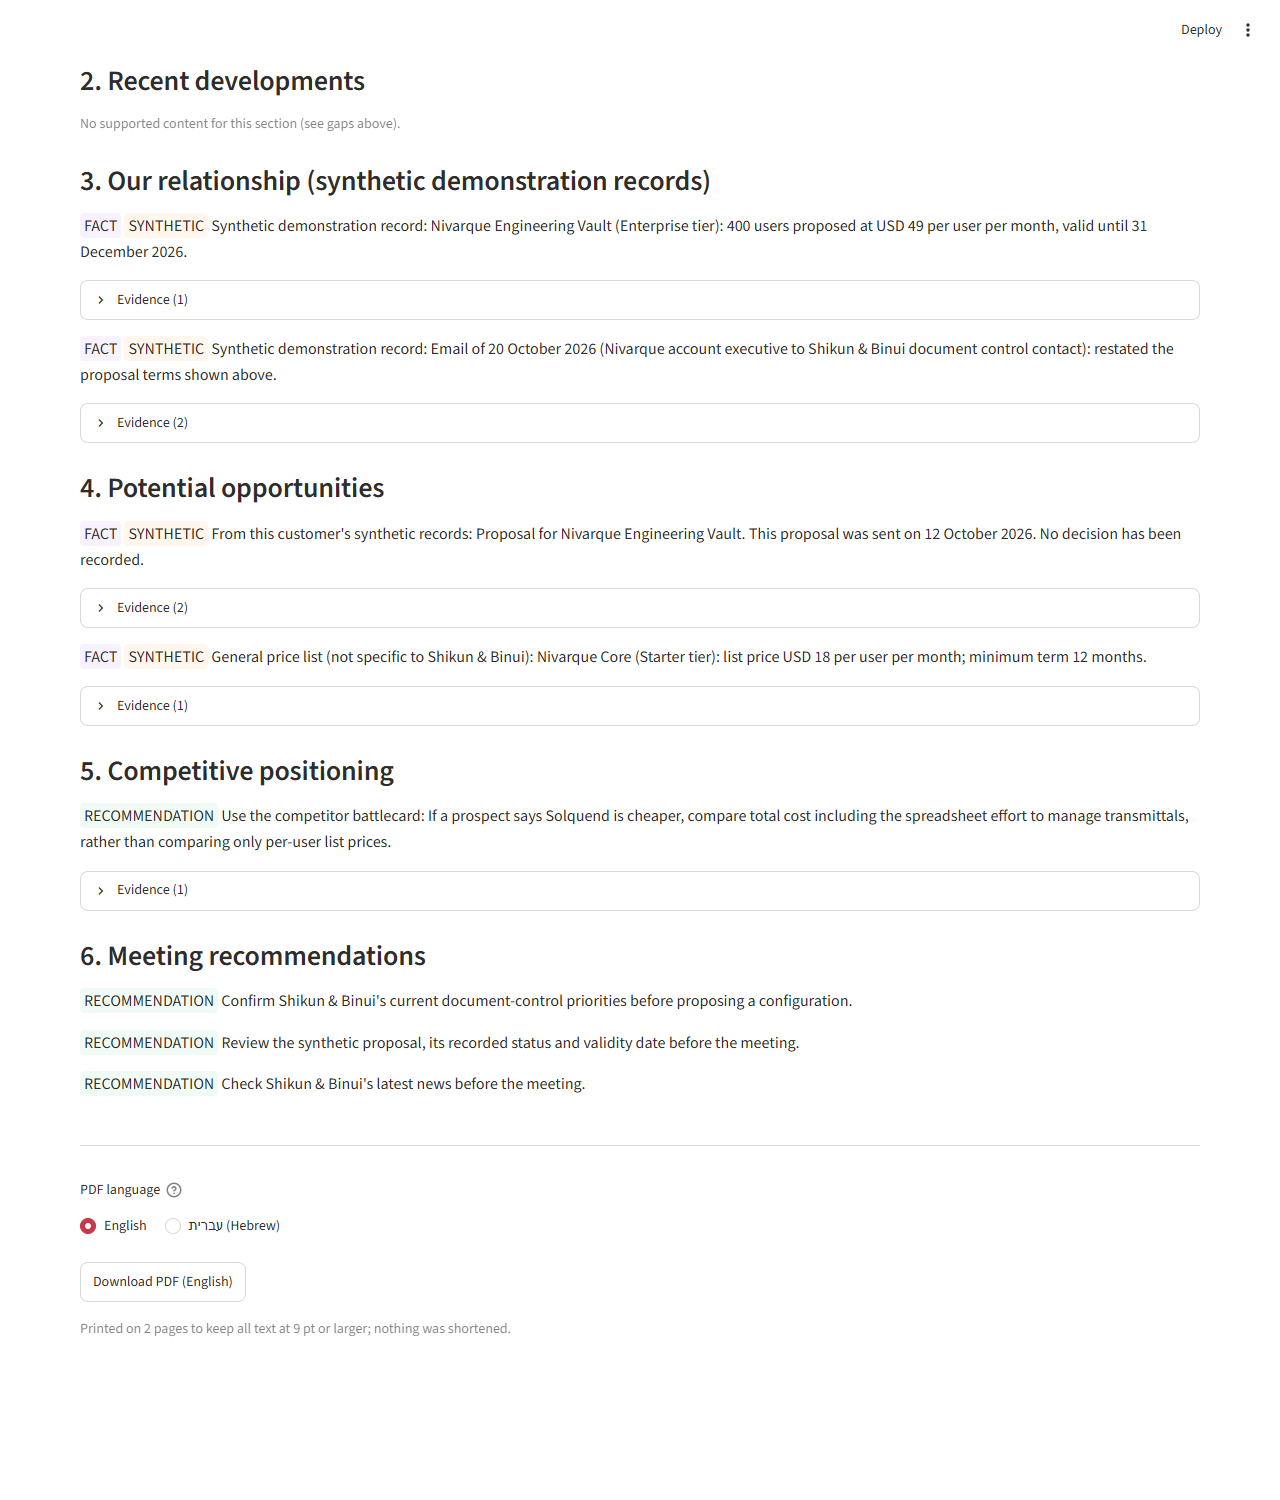 Deploy
2. Recent developments
No supported content for this section (see gaps above).
3. Our relationship (synthetic demonstration records)
FACT SYNTHETIC Synthetic demonstration record: Nivarque Engineering Vault (Enterprise tier): 400 users proposed at USD 49 per user per month, valid until 31
December 2026.
Evidence (1)
FACT SYNTHETIC Synthetic demonstration record: Email of 20 October 2026 (Nivarque account executive to Shikun & Binui document control contact): restated the
proposal terms shown above.
Evidence (2)
4. Potential opportunities
FACT SYNTHETIC From this customer's synthetic records: Proposal for Nivarque Engineering Vault. This proposal was sent on 12 October 2026. No decision has been
recorded.
Evidence (2)
FACT SYNTHETIC General price list (not specific to Shikun & Binui): Nivarque Core (Starter tier): list price USD 18 per user per month; minimum term 12 months.
Evidence (1)
5. Competitive positioning
RECOMMENDATION Use the competitor battlecard: If a prospect says Solquend is cheaper, compare total cost including the spreadsheet effort to manage transmittals,
rather than comparing only per-user list prices.
Evidence (1)
6. Meeting recommendations
RECOMMENDATION Confirm Shikun & Binui's current document-control priorities before proposing a configuration.
RECOMMENDATION Review the synthetic proposal, its recorded status and validity date before the meeting.
RECOMMENDATION Check Shikun & Binui's latest news before the meeting.
PDF language
English עברית (Hebrew)
Download PDF (English)
Printed on 2 pages to keep all text at 9 pt or larger; nothing was shortened.